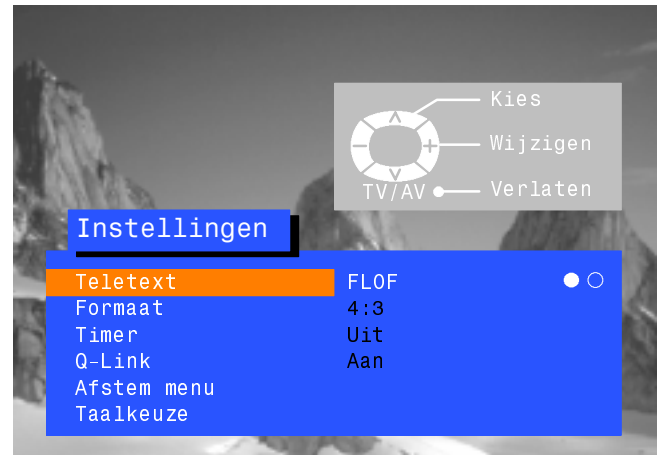 Kies
Wijzigen
TV/AV Verlaten
Instellingen
Teletext FLOF
Formaat 4:3
Timer Uit
Q-Link Aan
Afstem menu
Taalkeuze